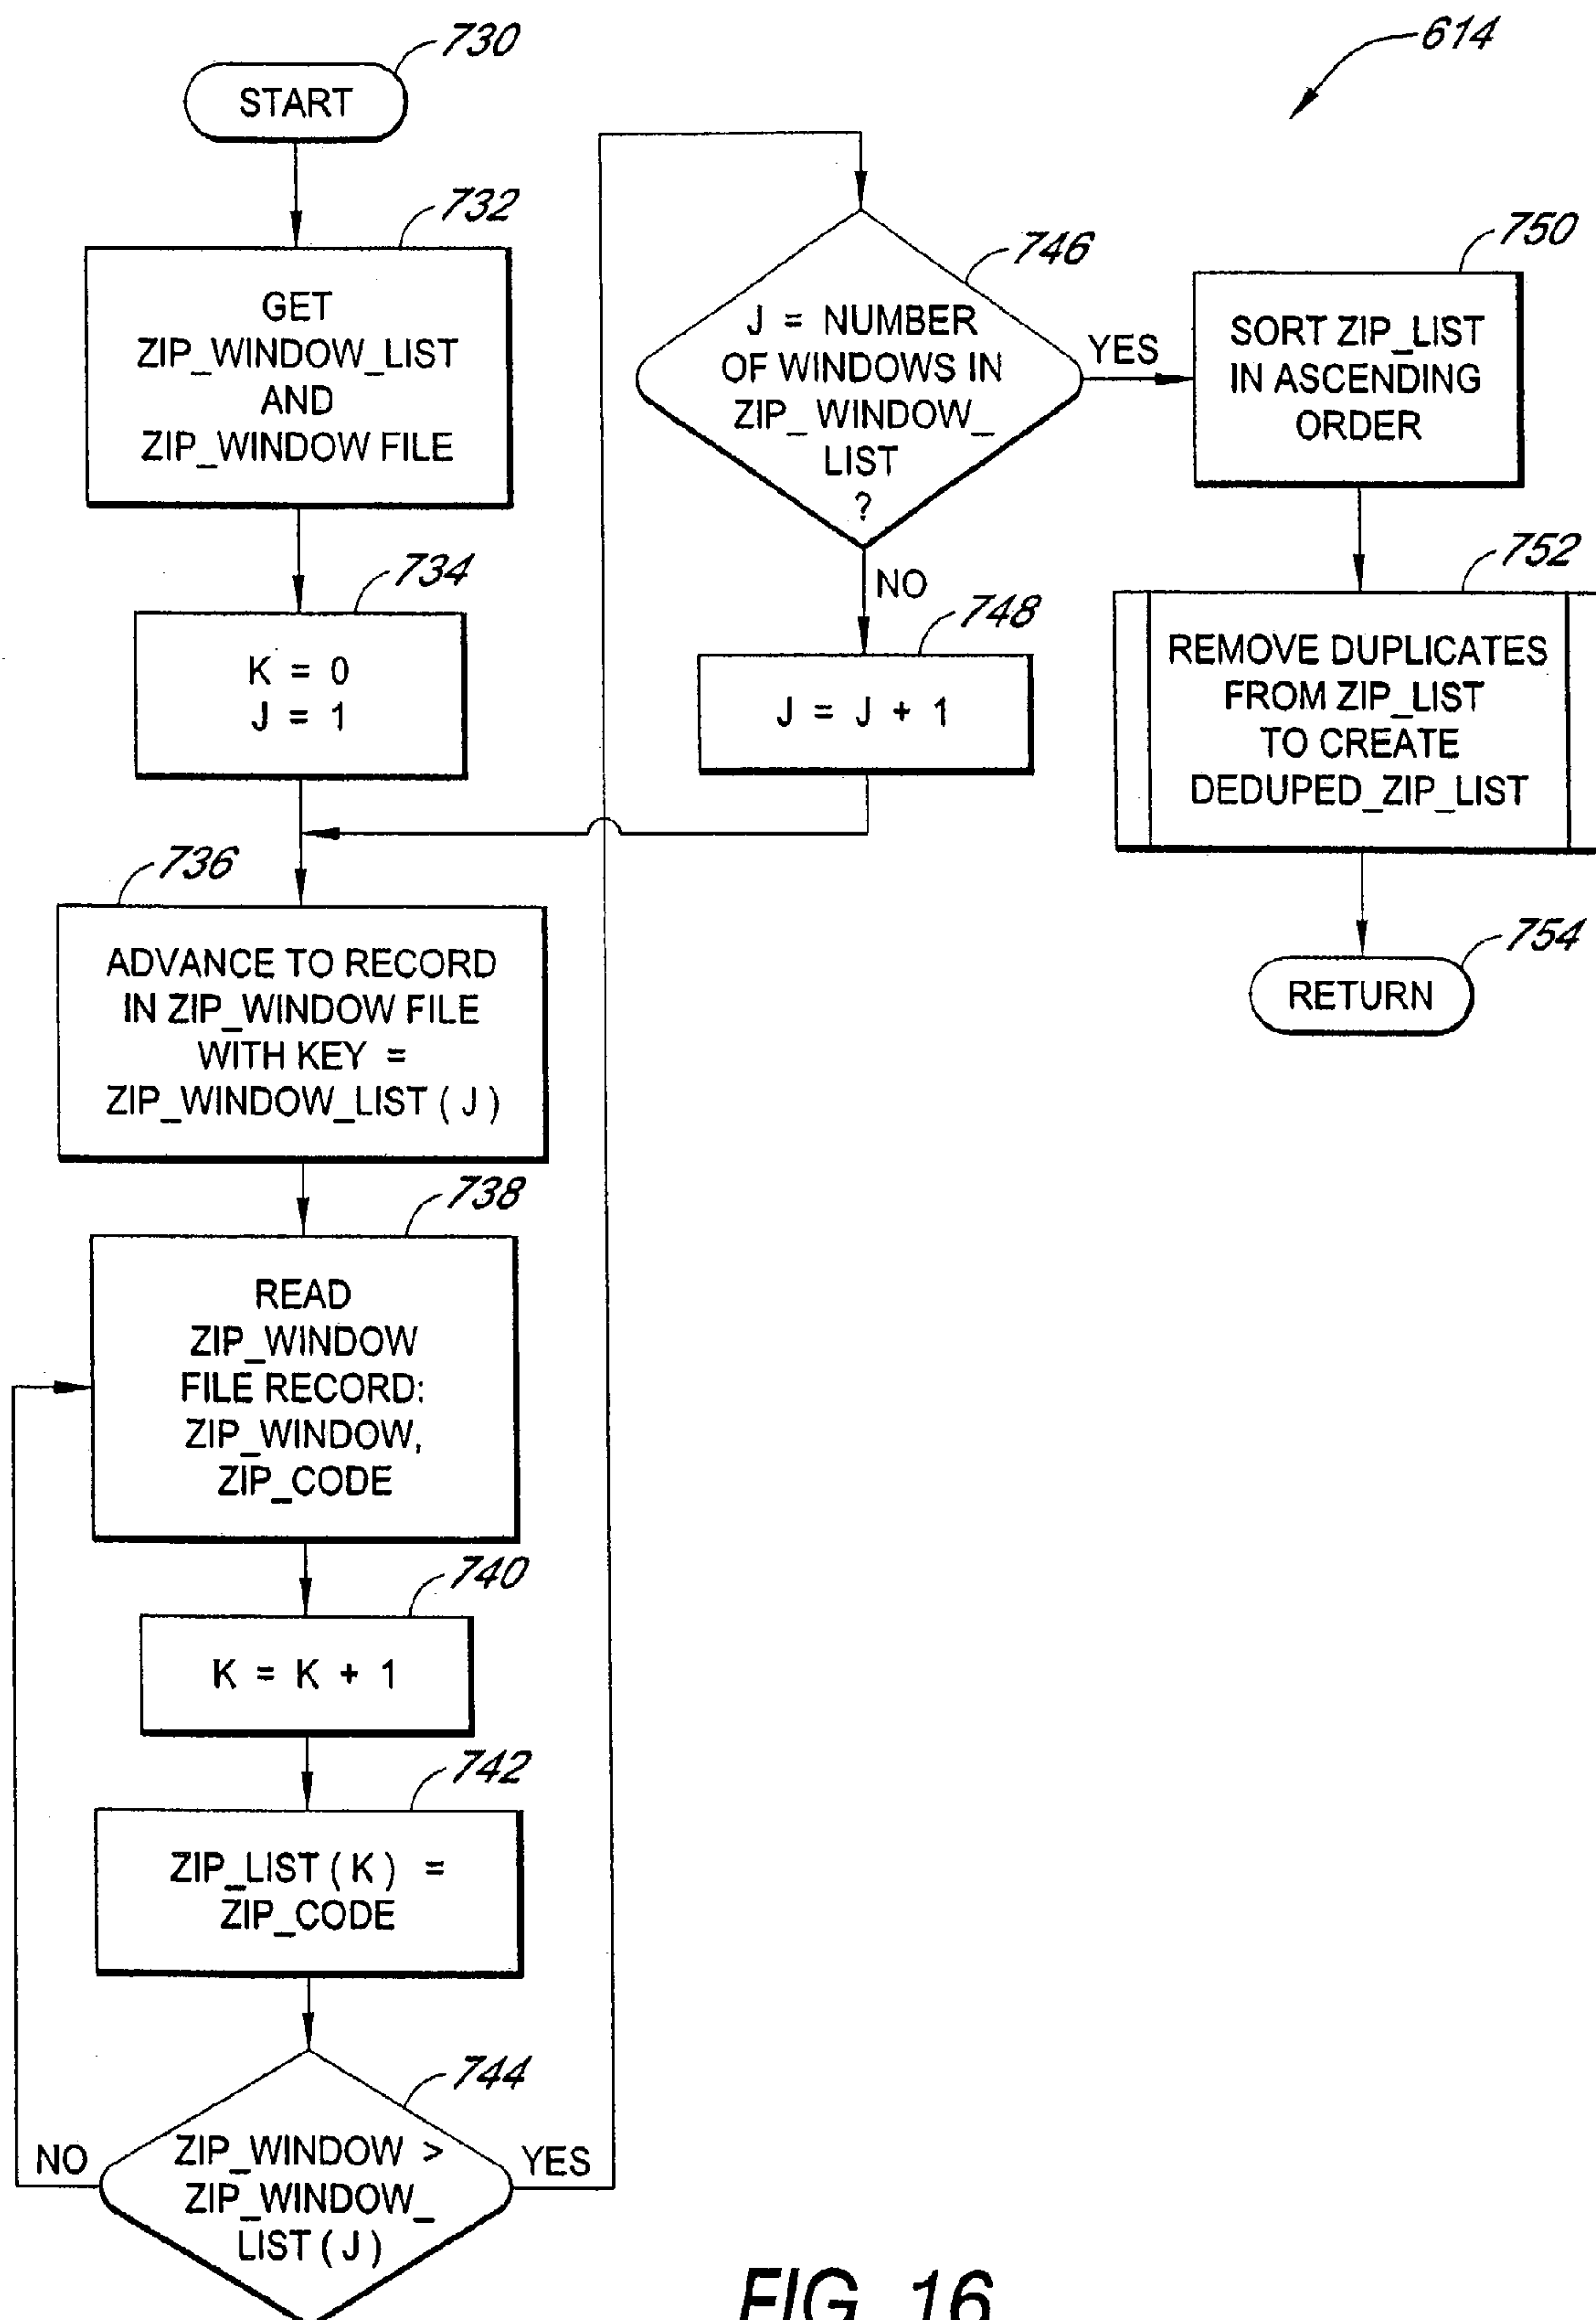 730
START
732
GET
ZIP_WINDOW_LIST
AND
ZIP_WINDOW FILE
734
K = 0
J = 1
736
ADVANCE TO RECORD
IN ZIP_WINDOW FILE
WITH KEY =
ZIP_WINDOW_LIST ( J )
738
READ
ZIP_WINDOW
FILE RECORD:
ZIP_WINDOW,
ZIP_CODE
740
K = K + 1
742
ZIP_LIST ( K ) =
ZIP_CODE
744
ZIP_WINDOW >
ZIP_WINDOW_
LIST ( J )
NO
YES
746
J = NUMBER
OF WINDOWS IN
ZIP_WINDOW_
LIST
?
YES
NO
748
J = J + 1
614
750
SORT ZIP_LIST
IN ASCENDING
ORDER
752
REMOVE DUPLICATES
FROM ZIP_LIST
TO CREATE
DEDUPED_ZIP_LIST
754
RETURN
FIG. 16